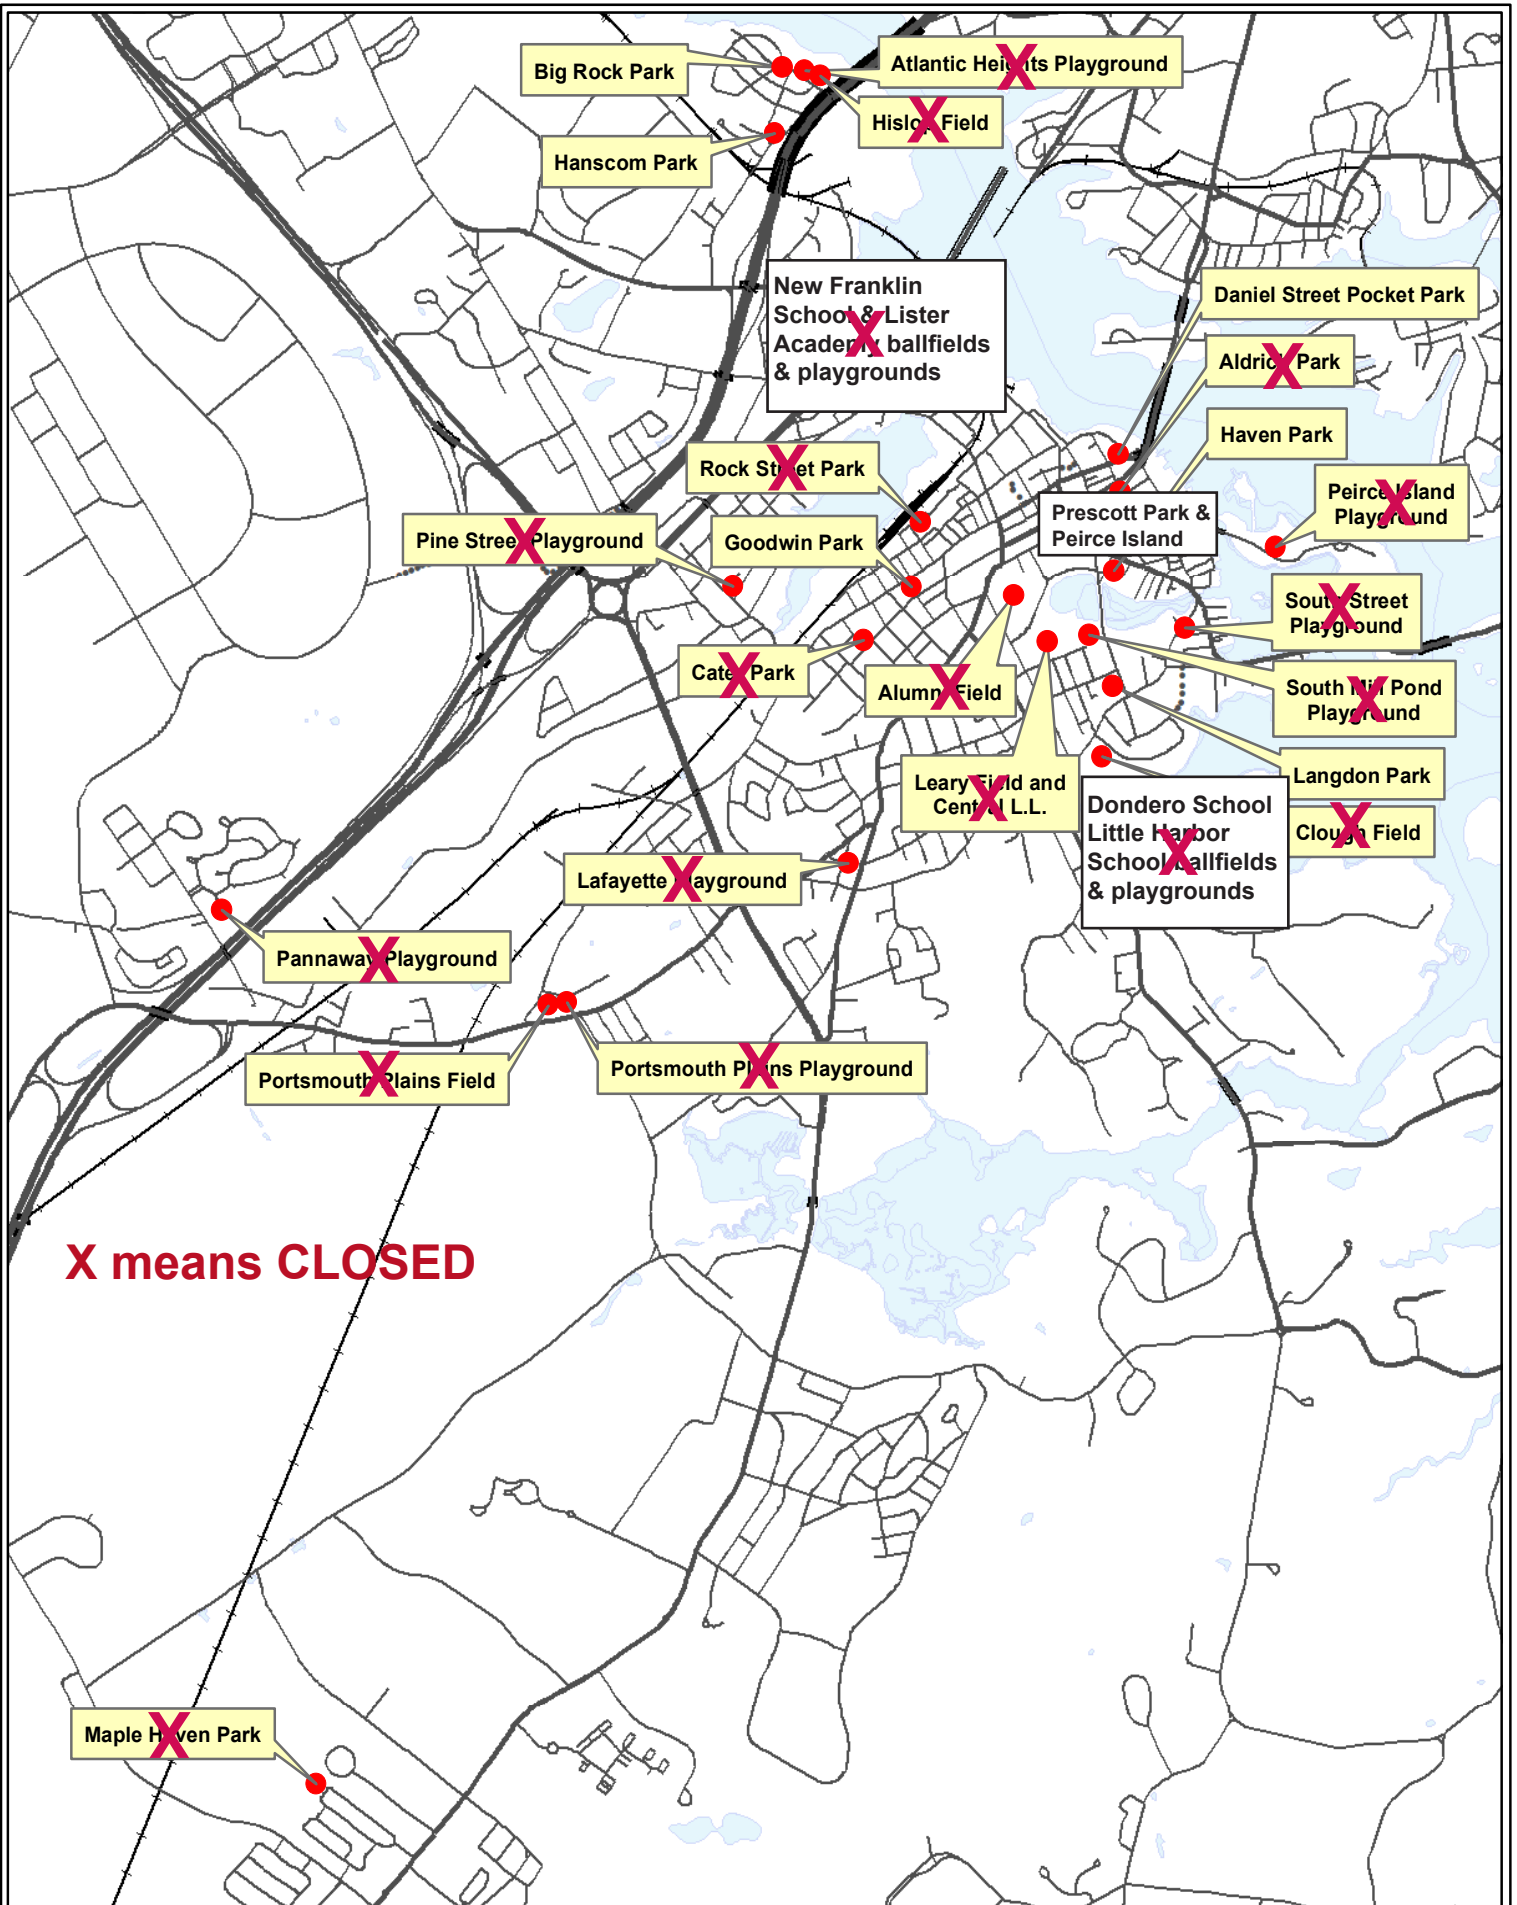 Big Rock Park
Atlantic Heights Playground
X
Hislop Field
X
Hanscom Park
New Franklin
School & Lister
Academy ballfields
& playgrounds
X
Daniel Street Pocket Park
Aldrich Park
X
Haven Park
Rock Street Park
X
Peirce Island
Playground
X
Pine Street Playground
X
Goodwin Park
Prescott Park &
Peirce Island
South Street
Playground
X
Cater Park
X
Alumni Field
X
South Mill Pond
Playground
X
Leary Field and
Central L.L.
X
Langdon Park
Dondero School
Little Harbor
School ballfields
& playgrounds
X
Clough Field
X
Lafayette Playground
X
Pannaway Playground
X
Portsmouth Plains Field
X
Portsmouth Plains Playground
X
X means CLOSED
Maple Haven Park
X